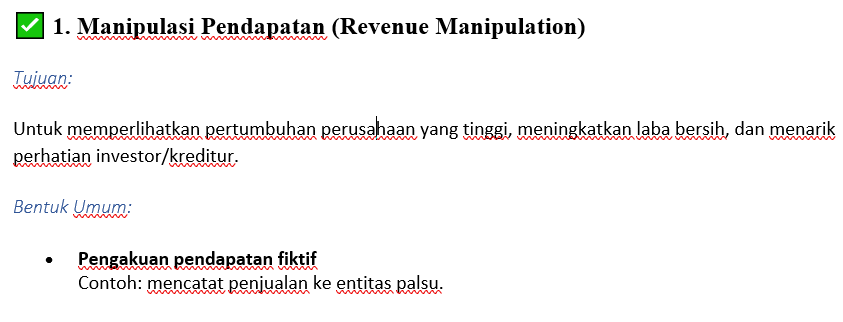 ✅ 1. Manipulasi Pendapatan (Revenue Manipulation)
Tujuan:
Untuk memperlihatkan pertumbuhan perusahaan yang tinggi, meningkatkan laba bersih, dan menarik
perhatian investor/kreditur.
Bentuk Umum:
• Pengakuan pendapatan fiktif
Contoh: mencatat penjualan ke entitas palsu.